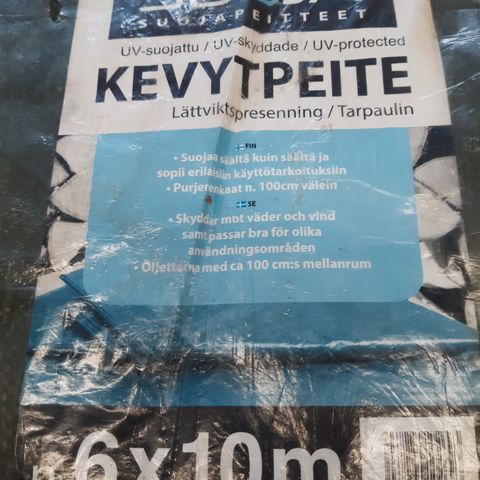 SUOJAPEITTEET
UV-suojattu / UV-skyddade / UV-protected
KEVYTPEITE
Lättviktspresenning / Tarpaulin
FIN
• Suojaa säältä kuin säältä ja
sopii erilaisiin käyttötarkoituksiin
• Purjerenkaat n. 100cm välein
SE
• Skyddar mot väder och vind
samt passar bra för olika
användningsområden
• Öljetterna med ca 100 cm:s mellanrum
n. 6x10m